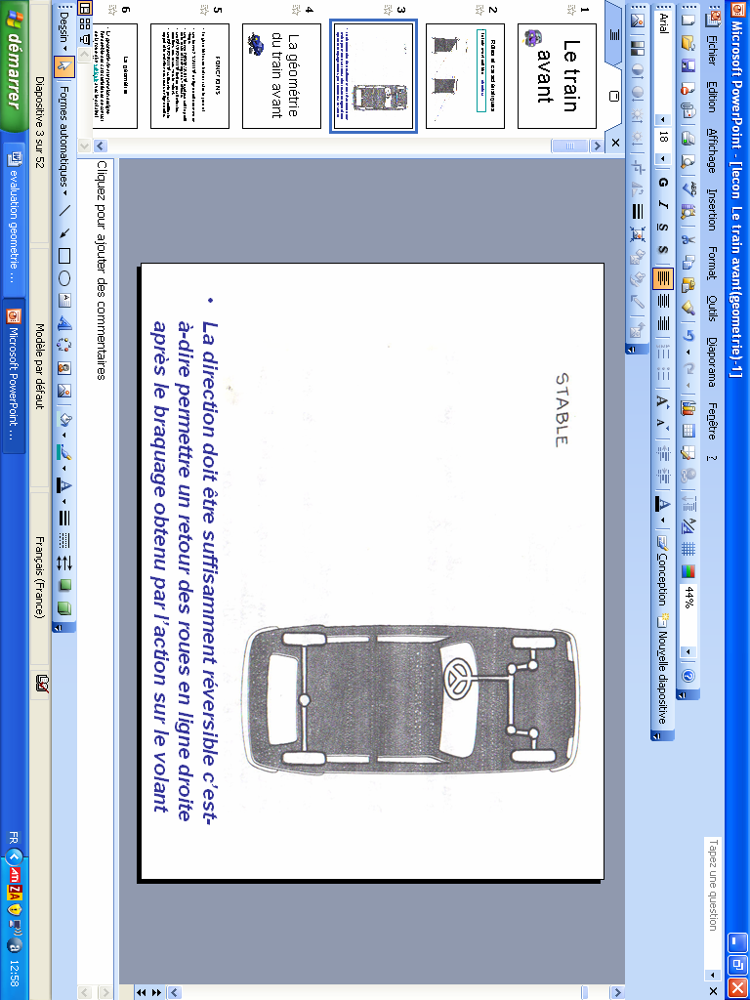 Microsoft PowerPoint - [lecon Le train avant(geometrie)-1]
Fichier Edition Affichage Insertion Format Outils Diaporama Fenêtre ?
Tapez une question
44%
Arial 18 G I S S
Conception Nouvelle diapositive
1
Le train avant
2
3
4
La géométrie du train avant
5
FONCTIONS
6
La géométrie
STABLE
• La direction doit être suffisamment réversible c'est-
à-dire permettre un retour des roues en ligne droite
après le braquage obtenu par l'action sur le volant
Cliquez pour ajouter des commentaires
Dessin Formes automatiques
Diapositive 3 sur 52 Modèle par défaut Français (France)
démarrer evaluation geometrie ... Microsoft PowerPoint ... FR 12:58